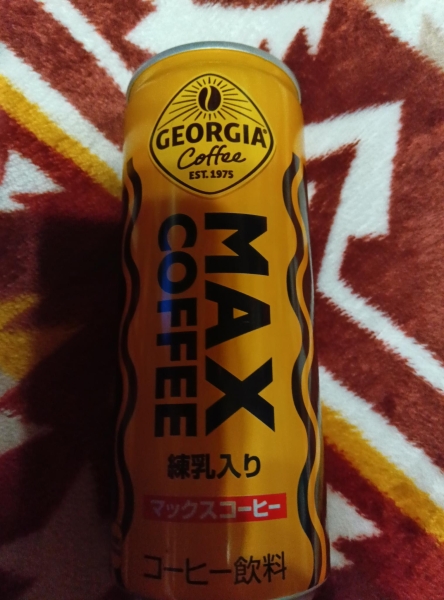 GEORGIA®
Coffee
EST. 1975
MAX
COFFEE
練乳入り
マックスコーヒー
コーヒー飲料